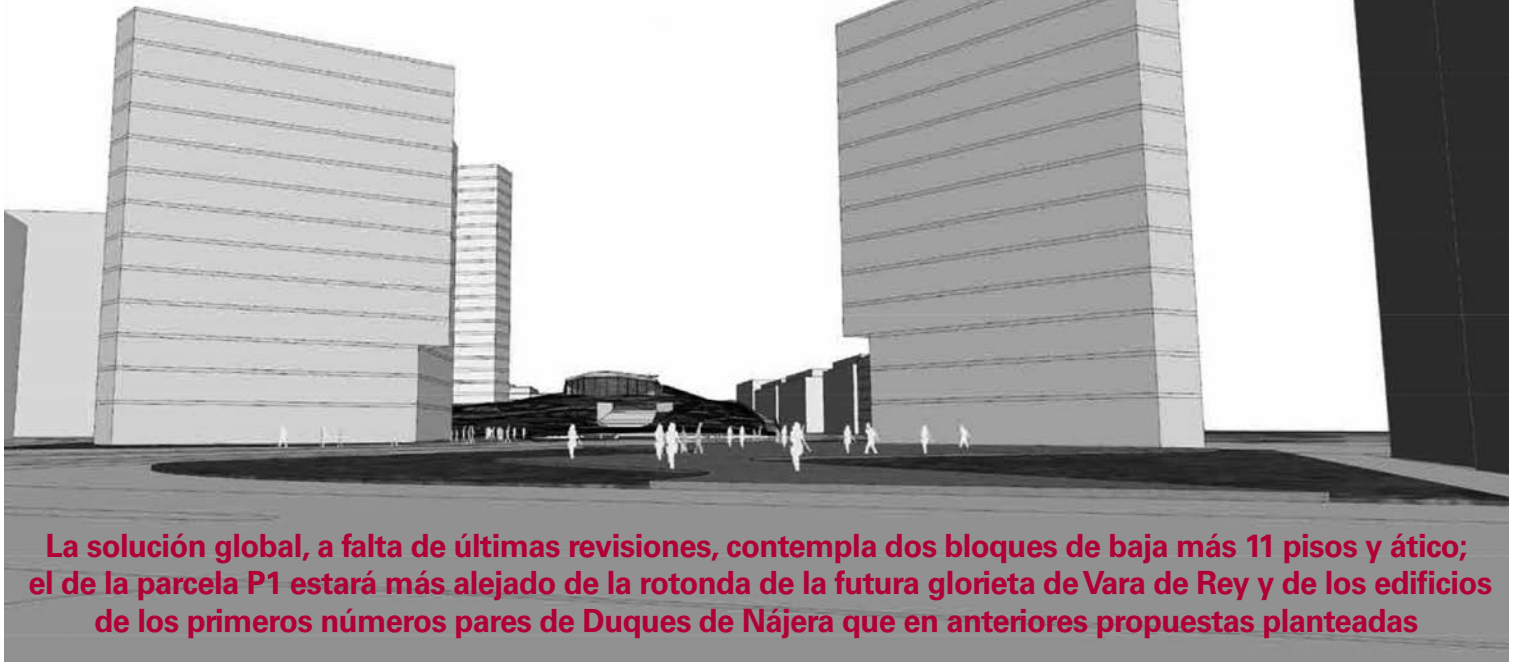 La solución global, a falta de últimas revisiones, contempla dos bloques de baja más 11 pisos y ático;
el de la parcela P1 estará más alejado de la rotonda de la futura glorieta de Vara de Rey y de los edificios
de los primeros números pares de Duques de Nájera que en anteriores propuestas planteadas